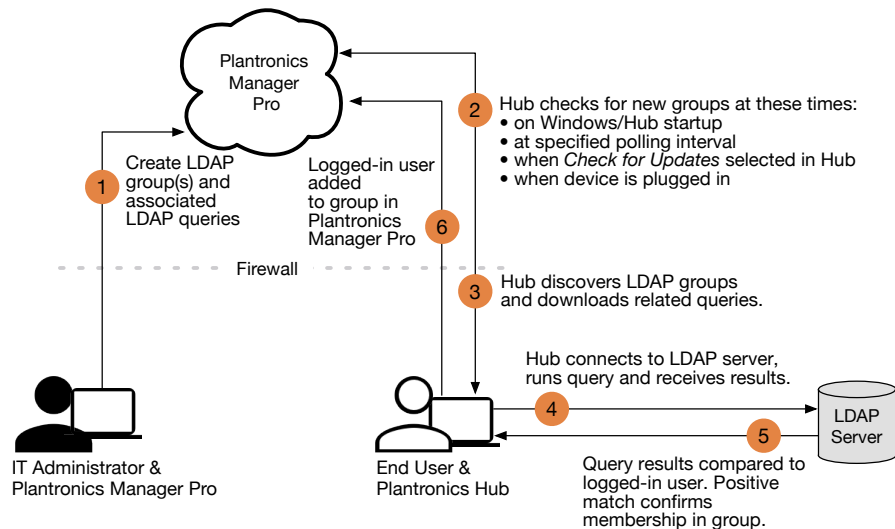 Plantronics
Manager
Pro
1
Create LDAP
group(s) and
associated
LDAP queries
Logged-in user
added
to group in
Plantronics
Manager Pro
6
2
Hub checks for new groups at these times:
• on Windows/Hub startup
• at specified polling interval
• when Check for Updates selected in Hub
• when device is plugged in
Firewall
3
Hub discovers LDAP groups
and downloads related queries.
Hub connects to LDAP server,
runs query and receives results.
4
LDAP
Server
5
IT Administrator &
Plantronics Manager Pro
End User &
Plantronics Hub
Query results compared to
logged-in user. Positive
match confirms
membership in group.